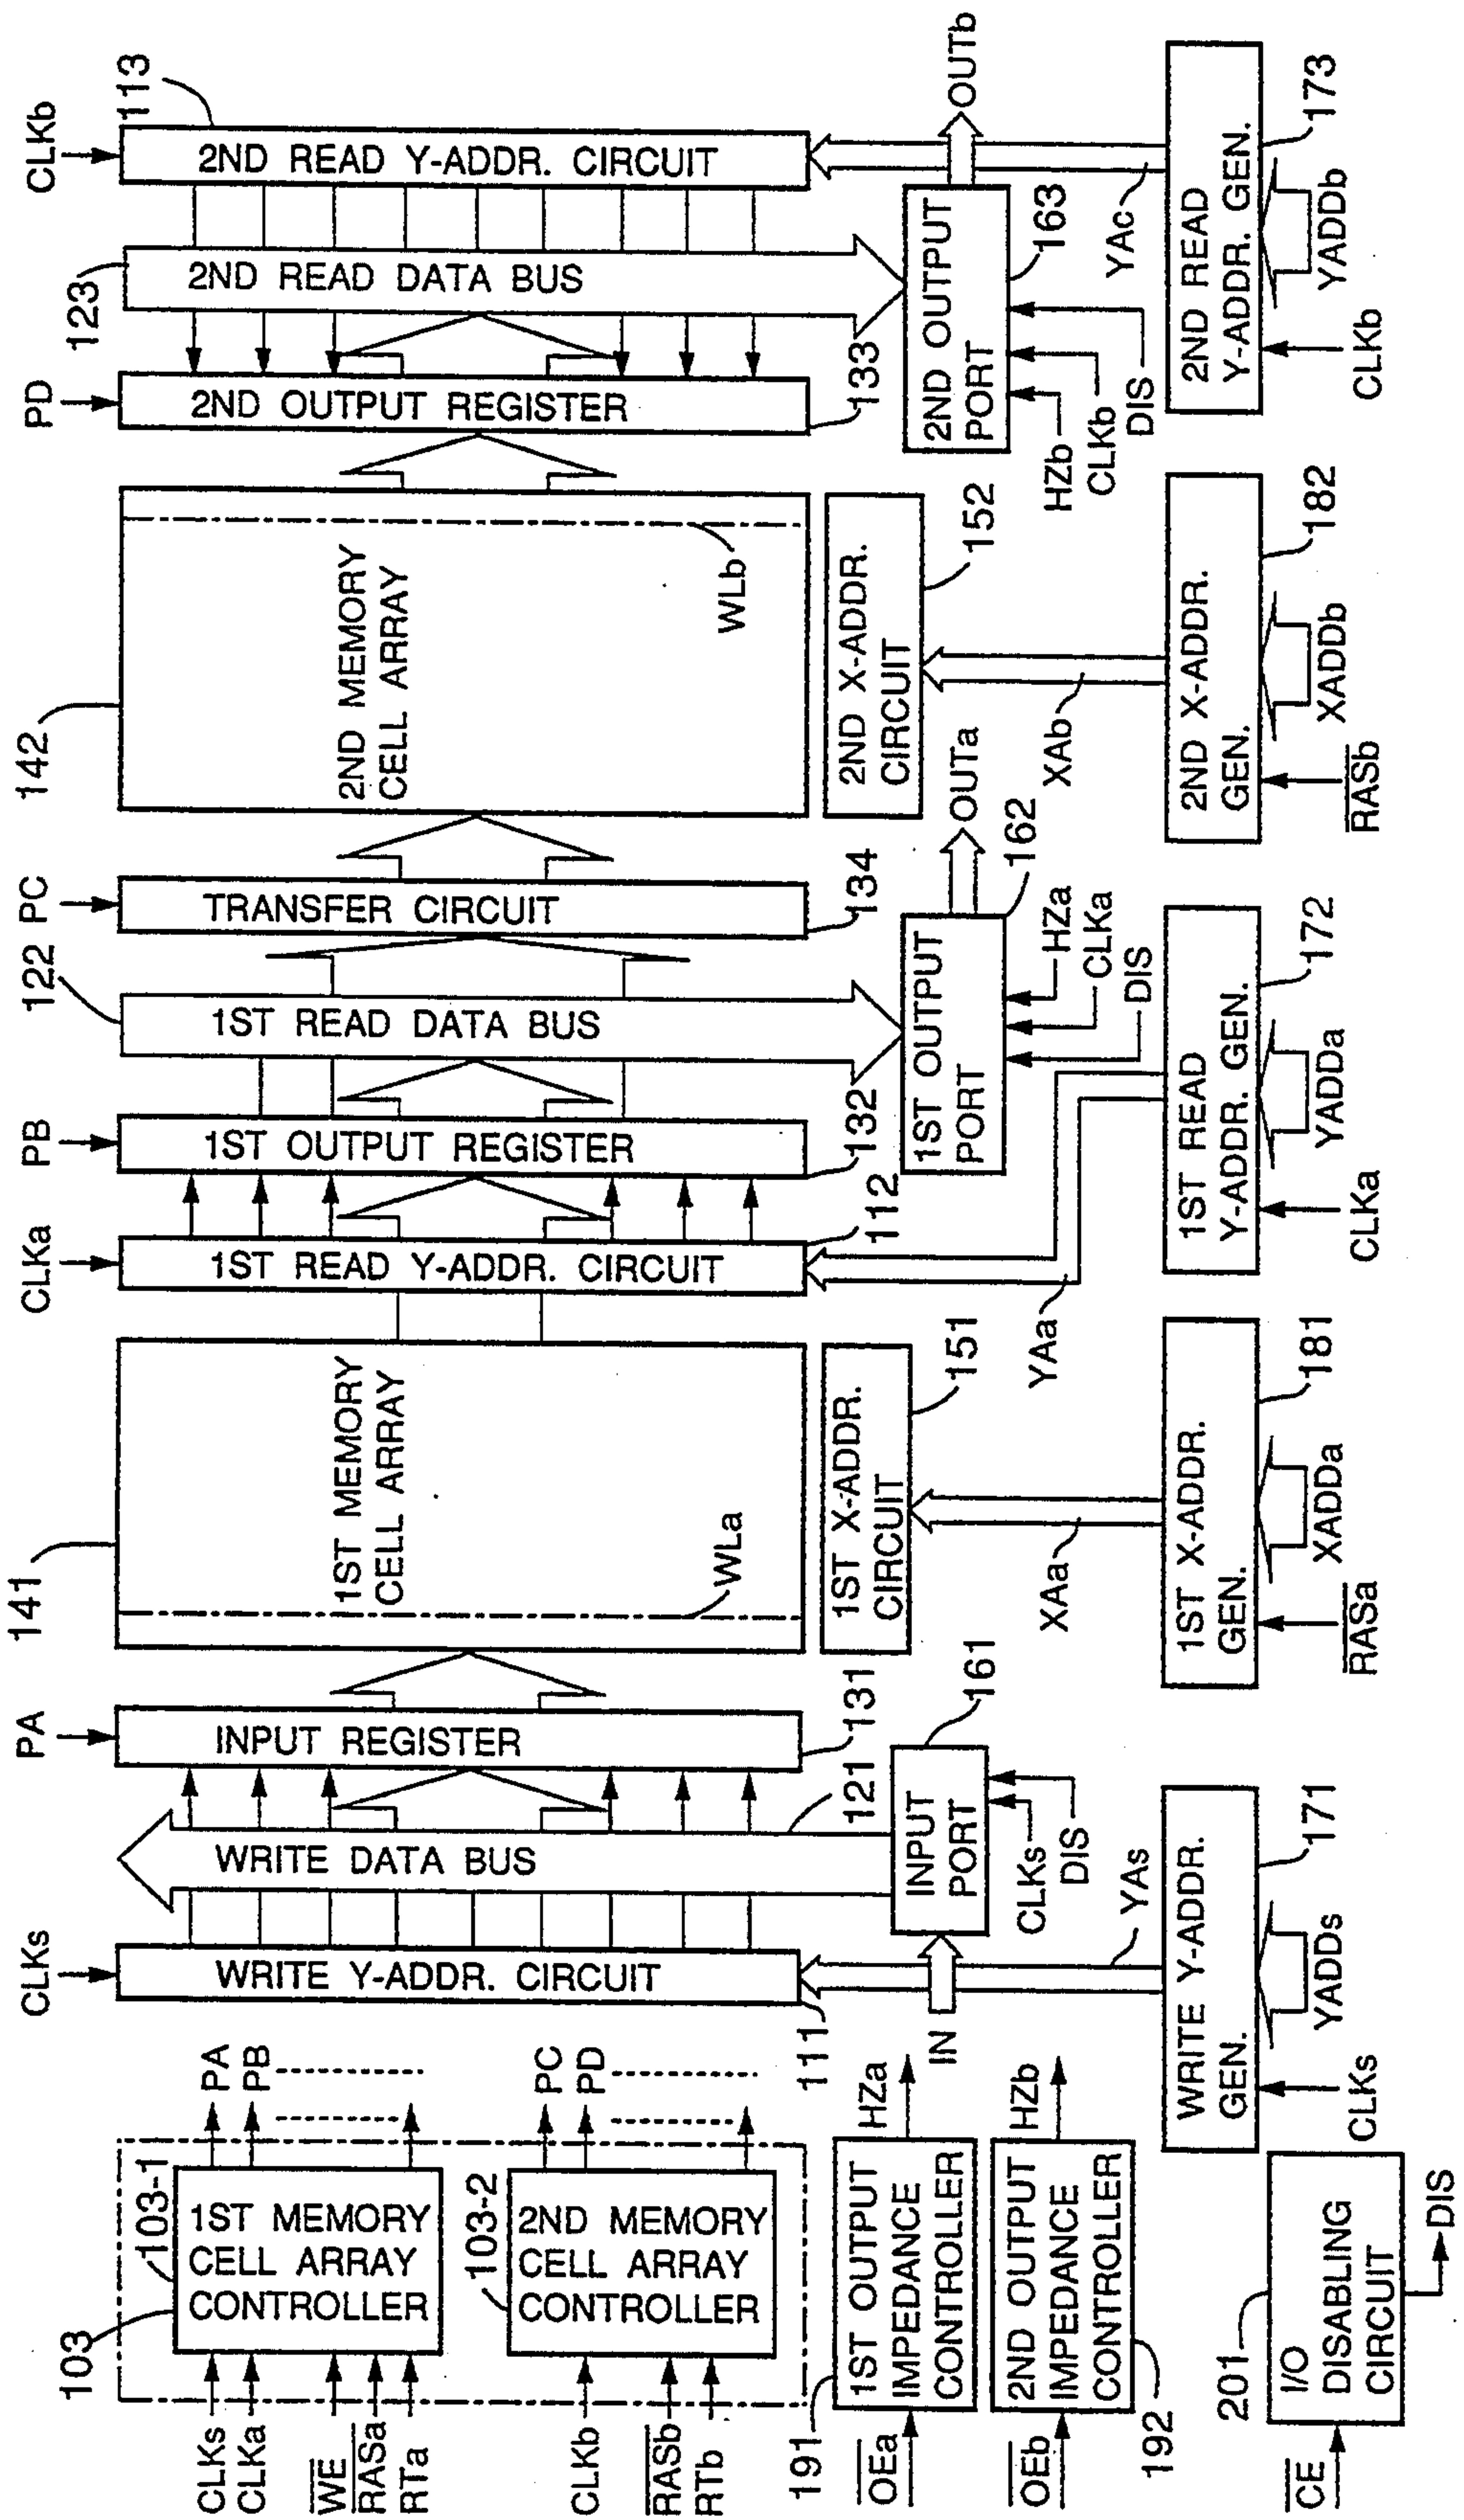 CLKs
CLKa
WE
RASa
RTa
CLKb
RASb
RTb
103
103-1
1ST MEMORY
CELL ARRAY
CONTROLLER
PA
PB
103-2
2ND MEMORY
CELL ARRAY
CONTROLLER
PC
PD
OEa
191
1ST OUTPUT
IMPEDANCE
CONTROLLER
HZa
OEb
192
2ND OUTPUT
IMPEDANCE
CONTROLLER
HZb
CE
201
I/O
DISABLING
CIRCUIT
DIS
CLKs
WRITE Y-ADDR. CIRCUIT
111
WRITE DATA BUS
121
PA
INPUT REGISTER
131
IN
INPUT
PORT
161
CLKs
DIS
YAs
WRITE Y-ADDR.
GEN.
171
CLKs
YADDs
141
1ST MEMORY
CELL ARRAY
WLa
1ST X-ADDR.
CIRCUIT
151
XAa
1ST X-ADDR.
GEN.
181
RASa
XADDa
CLKa
1ST READ Y-ADDR. CIRCUIT
112
PB
1ST OUTPUT REGISTER
132
122
1ST READ DATA BUS
PC
TRANSFER CIRCUIT
134
1ST OUTPUT
PORT
162
OUTa
HZa
CLKa
DIS
YAa
1ST READ
Y-ADDR. GEN.
172
CLKa
YADDa
142
2ND MEMORY
CELL ARRAY
WLb
2ND X-ADDR.
CIRCUIT
152
XAb
2ND X-ADDR.
GEN.
182
RASb
XADDb
PD
2ND OUTPUT REGISTER
133
123
2ND READ DATA BUS
CLKb
2ND READ Y-ADDR. CIRCUIT
113
2ND OUTPUT
PORT
163
OUTb
HZb
CLKb
DIS
YAc
2ND READ
Y-ADDR. GEN.
173
CLKb
YADDb